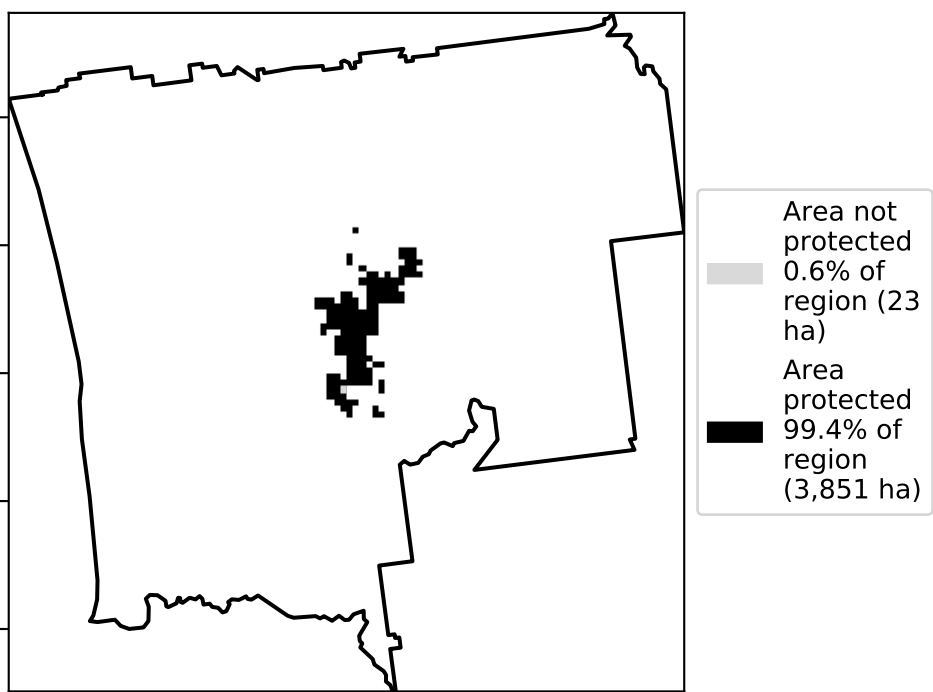 Area not
protected
0.6% of
region (23
ha)
Area
protected
99.4% of
region
(3,851 ha)